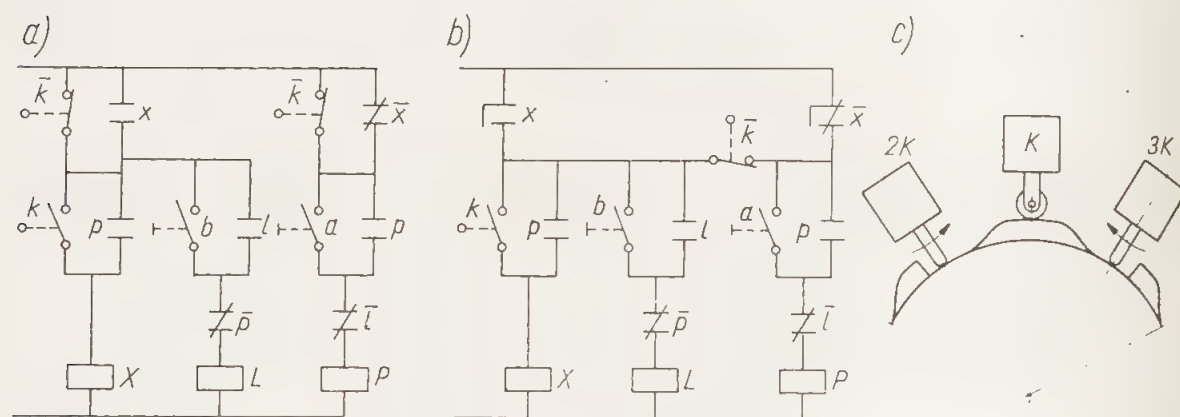 a)
k̄ x k̄ x̄
k p b l a p
p̄ l̄
X L P
b)
x k̄ x̄
k p b l a p
p̄ l̄
X L P
c)
2K K 3K